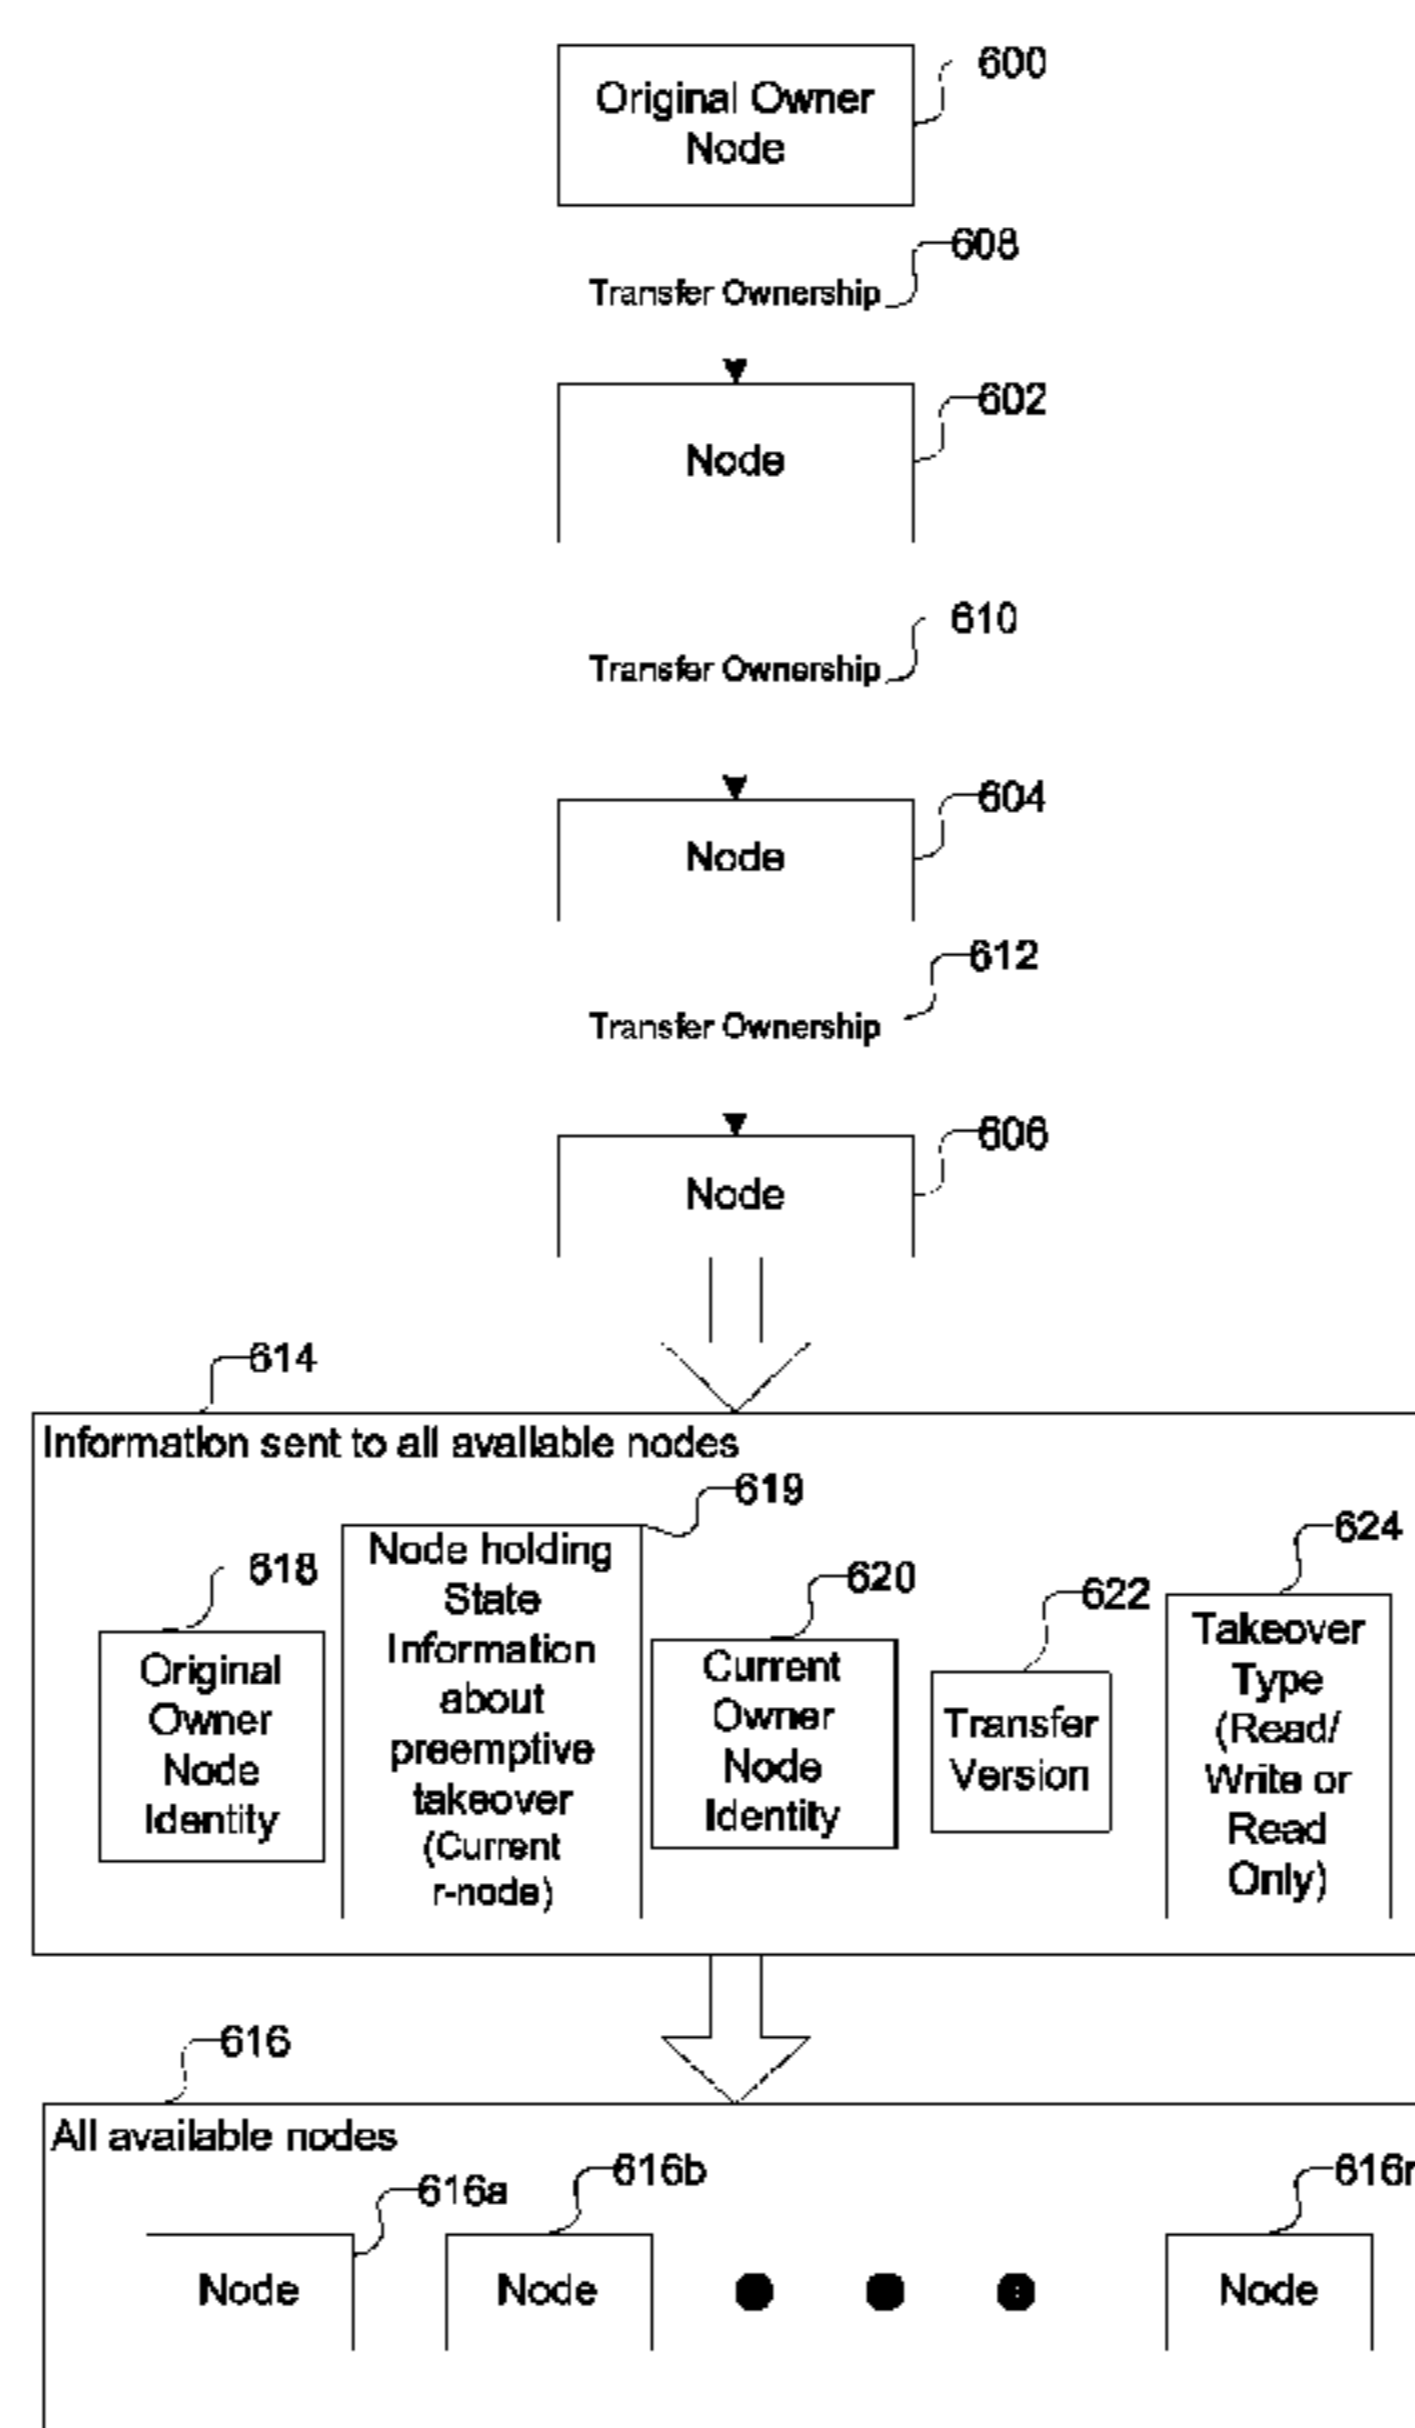 600
Original Owner
Node
608
Transfer Ownership
602
Node
610
Transfer Ownership
604
Node
612
Transfer Ownership
606
Node
614
Information sent to all available nodes
619
624
618
620
622
Node holding
State
Information
about
preemptive
takeover
(Current
r-node)
Original
Owner
Node
Identity
Current
Owner
Node
Identity
Transfer
Version
Takeover
Type
(Read/
Write or
Read
Only)
616
All available nodes
616a
616b
Node
Node
Node